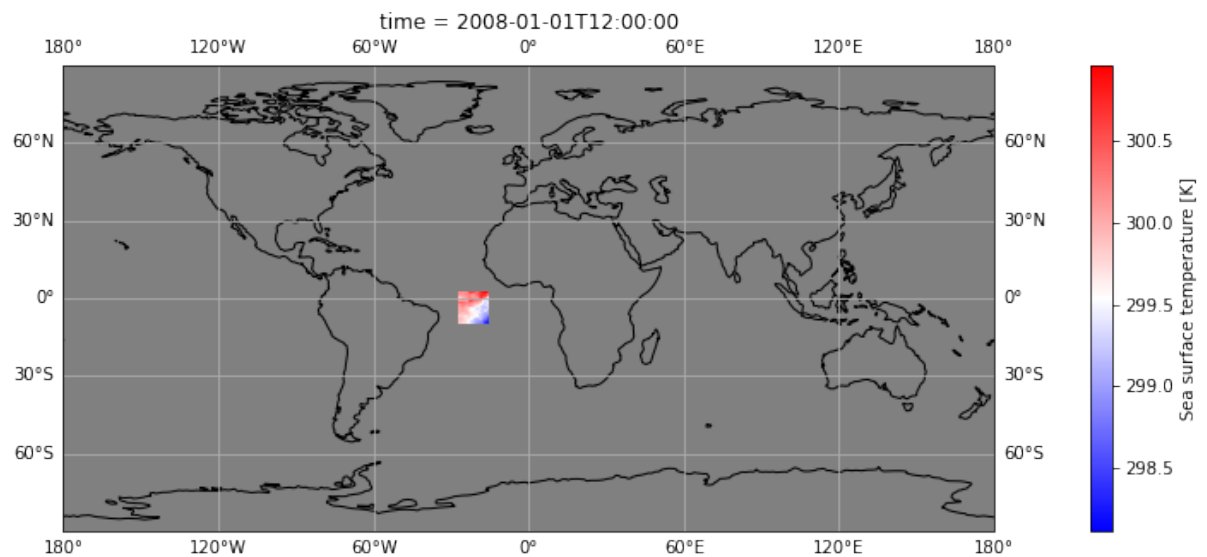 time = 2008-01-01T12:00:00
180° 120°W 60°W 0° 60°E 120°E 180°
60°N 60°N
30°N 30°N
0° 0°
30°S 30°S
60°S 60°S
180° 120°W 60°W 0° 60°E 120°E 180°
300.5
300.0
299.5
299.0
298.5
Sea surface temperature [K]